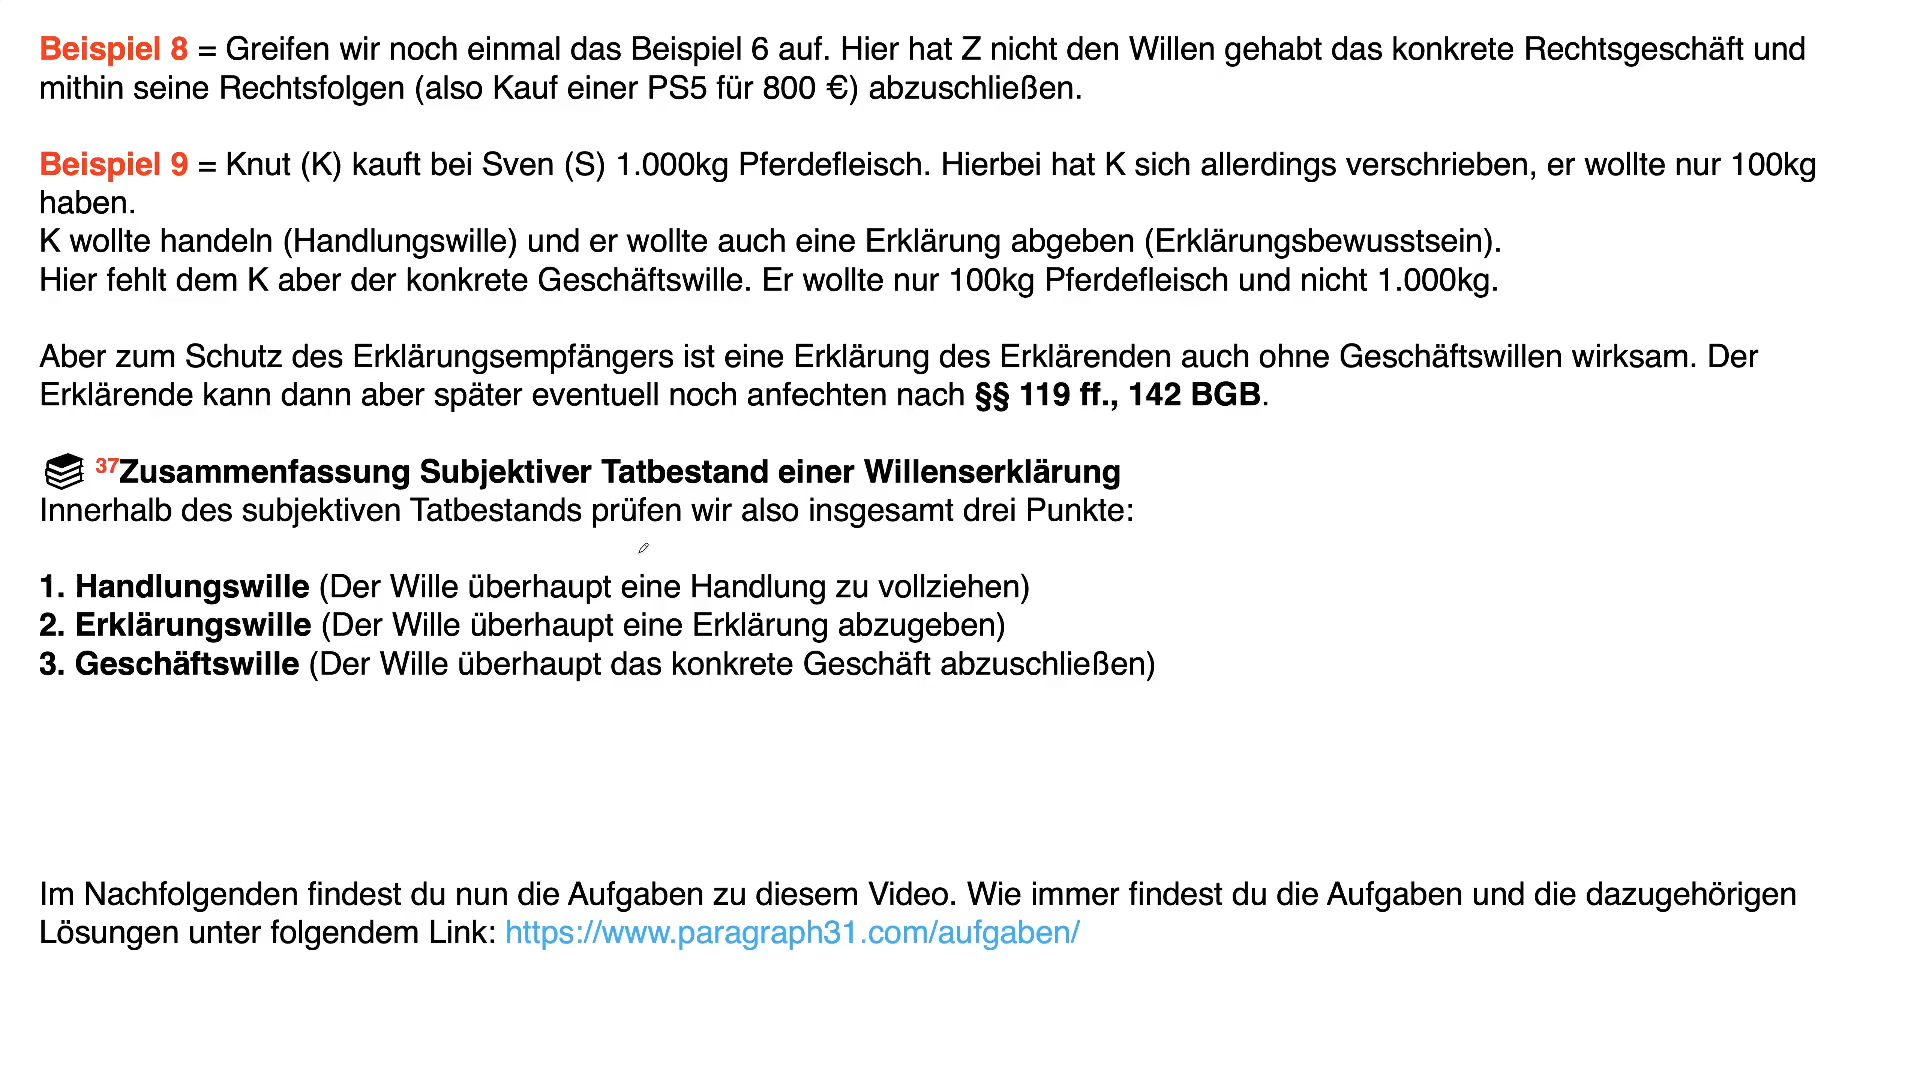 Beispiel 8 = Greifen wir noch einmal das Beispiel 6 auf. Hier hat Z nicht den Willen gehabt das konkrete Rechtsgeschäft und
mithin seine Rechtsfolgen (also Kauf einer PS5 für 800 €) abzuschließen.
Beispiel 9 = Knut (K) kauft bei Sven (S) 1.000kg Pferdefleisch. Hierbei hat K sich allerdings verschrieben, er wollte nur 100kg
haben.
K wollte handeln (Handlungswille) und er wollte auch eine Erklärung abgeben (Erklärungsbewusstsein).
Hier fehlt dem K aber der konkrete Geschäftswille. Er wollte nur 100kg Pferdefleisch und nicht 1.000kg.
Aber zum Schutz des Erklärungsempfängers ist eine Erklärung des Erklärenden auch ohne Geschäftswillen wirksam. Der
Erklärende kann dann aber später eventuell noch anfechten nach §§ 119 ff., 142 BGB.
37Zusammenfassung Subjektiver Tatbestand einer Willenserklärung
Innerhalb des subjektiven Tatbestands prüfen wir also insgesamt drei Punkte:
1. Handlungswille (Der Wille überhaupt eine Handlung zu vollziehen)
2. Erklärungswille (Der Wille überhaupt eine Erklärung abzugeben)
3. Geschäftswille (Der Wille überhaupt das konkrete Geschäft abzuschließen)
Im Nachfolgenden findest du nun die Aufgaben zu diesem Video. Wie immer findest du die Aufgaben und die dazugehörigen
Lösungen unter folgendem Link: https://www.paragraph31.com/aufgaben/